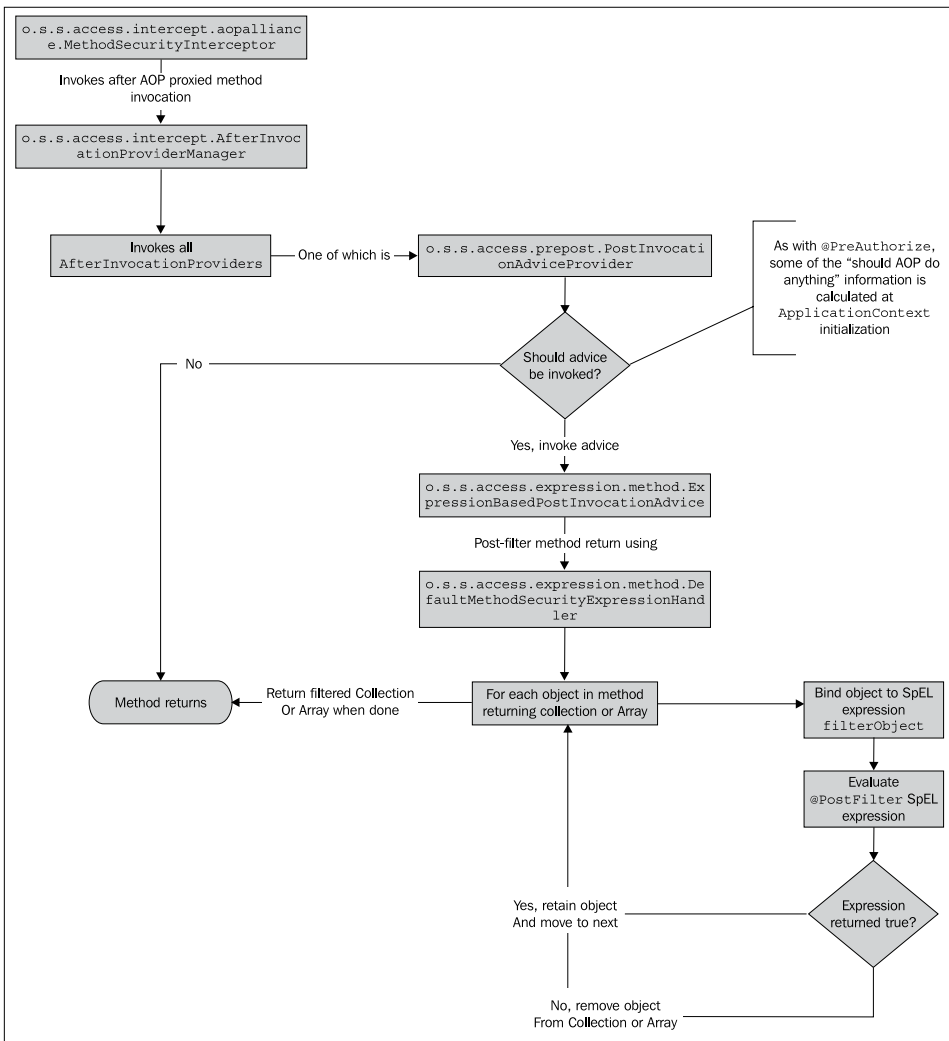 o.s.s.access.intercept.aopallianc
e.MethodSecurityInterceptor
Invokes after AOP proxied method
invocation
o.s.s.access.intercept.AfterInvoc
ationProviderManager
Invokes all
AfterInvocationProviders
One of which is
o.s.s.access.prepost.PostInvocati
onAdviceProvider
As with @PreAuthorize,
some of the “should AOP do
anything” information is
calculated at
ApplicationContext
initialization
Should advice
be invoked?
No
Yes, invoke advice
o.s.s.access.expression.method.Ex
pressionBasedPostInvocationAdvice
Post-filter method return using
o.s.s.access.expression.method.De
faultMethodSecurityExpressionHand
ler
Method returns
Return filtered Collection
Or Array when done
For each object in method
returning collection or Array
Bind object to SpEL
expression
filterObject
Evaluate
@PostFilter SpEL
expression
Expression
returned true?
Yes, retain object
And move to next
No, remove object
From Collection or Array